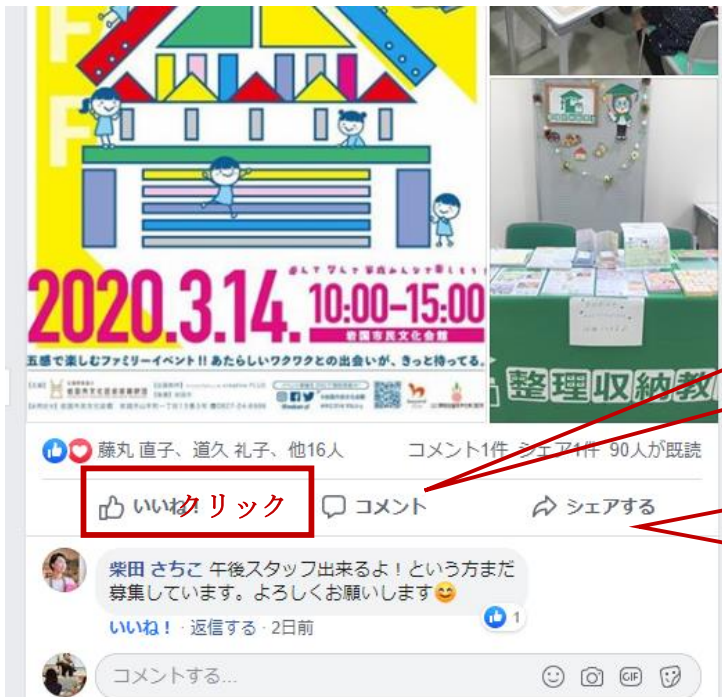 2020.3.14.
10:00-15:00
岩国市民文化会館
五感で楽しむファミリーイベント!! あたらしいワクワクとの出会いが、きっと待ってる。
整理収納教
藤丸 直子、道久 礼子、他16人
コメント1件 シェア1件 90人が既読
いいね!
クリック
コメント
シェアする
柴田 さちこ 午後スタッフ出来るよ！という方まだ
募集しています。よろしくお願いします😊
いいね！ · 返信する · 2日前
1
コメントする...
GIF